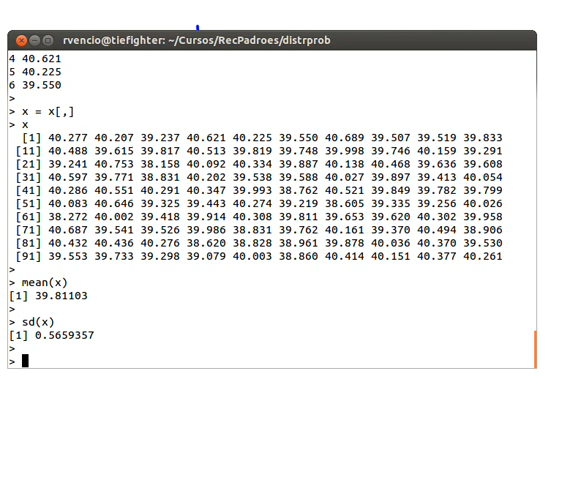 rvencio@tiefighter: ~/Cursos/RecPadroes/distrprob
4 40.621
5 40.225
6 39.550
>
> x = x[,]
> x
[1] 40.277 40.207 39.237 40.621 40.225 39.550 40.689 39.507 39.519 39.833
[11] 40.488 39.615 39.817 40.513 39.819 39.748 39.998 39.746 40.159 39.291
[21] 39.241 40.753 38.158 40.092 40.334 39.887 40.138 40.468 39.636 39.608
[31] 40.597 39.771 38.831 40.202 39.538 39.588 40.027 39.897 39.413 40.054
[41] 40.286 40.551 40.291 40.347 39.993 38.762 40.521 39.849 39.782 39.799
[51] 40.083 40.646 39.325 39.443 40.274 39.219 38.605 39.335 39.256 40.026
[61] 38.272 40.002 39.418 39.914 40.308 39.811 39.653 39.620 40.302 39.958
[71] 40.687 39.541 39.526 39.986 38.831 39.762 40.161 39.370 40.494 38.906
[81] 40.432 40.436 40.276 38.620 38.828 38.961 39.878 40.036 40.370 39.530
[91] 39.553 39.733 39.298 39.079 40.003 38.860 40.414 40.151 40.377 40.261
>
> mean(x)
[1] 39.81103
>
> sd(x)
[1] 0.5659357
>
>